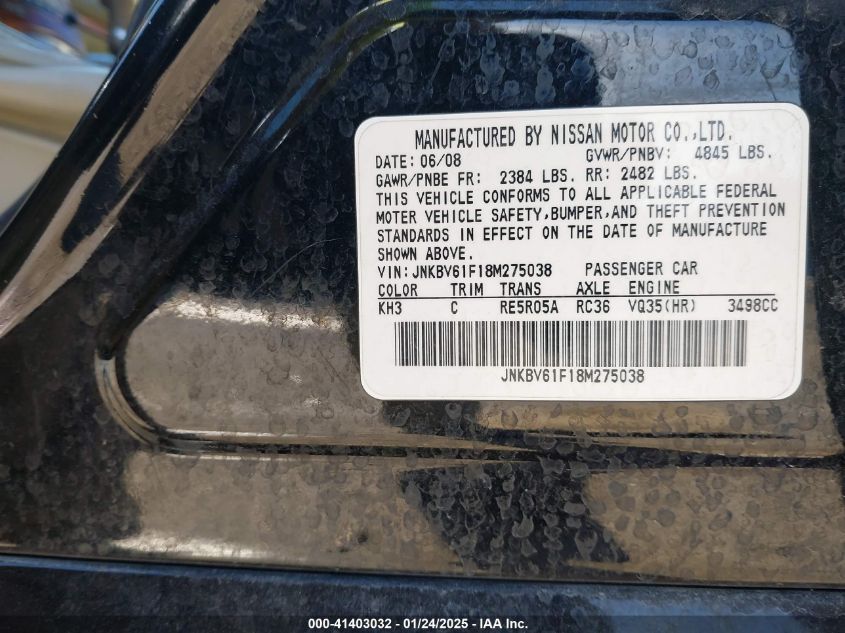 MANUFACTURED BY NISSAN MOTOR CO.,LTD.
DATE: 06/08 GVWR/PNBV: 4845 LBS.
GAWR/PNBE FR: 2384 LBS. RR: 2482 LBS.
THIS VEHICLE CONFORMS TO ALL APPLICABLE FEDERAL
MOTER VEHICLE SAFETY,BUMPER,AND THEFT PREVENTION
STANDARDS IN EFFECT ON THE DATE OF MANUFACTURE
SHOWN ABOVE.
VIN: JNKBV61F18M275038 PASSENGER CAR
COLOR TRIM TRANS AXLE ENGINE
KH3 C RE5R05A RC36 VQ35(HR) 3498CC
JNKBV61F18M275038
000-41403032 - 01/24/2025 - IAA Inc.